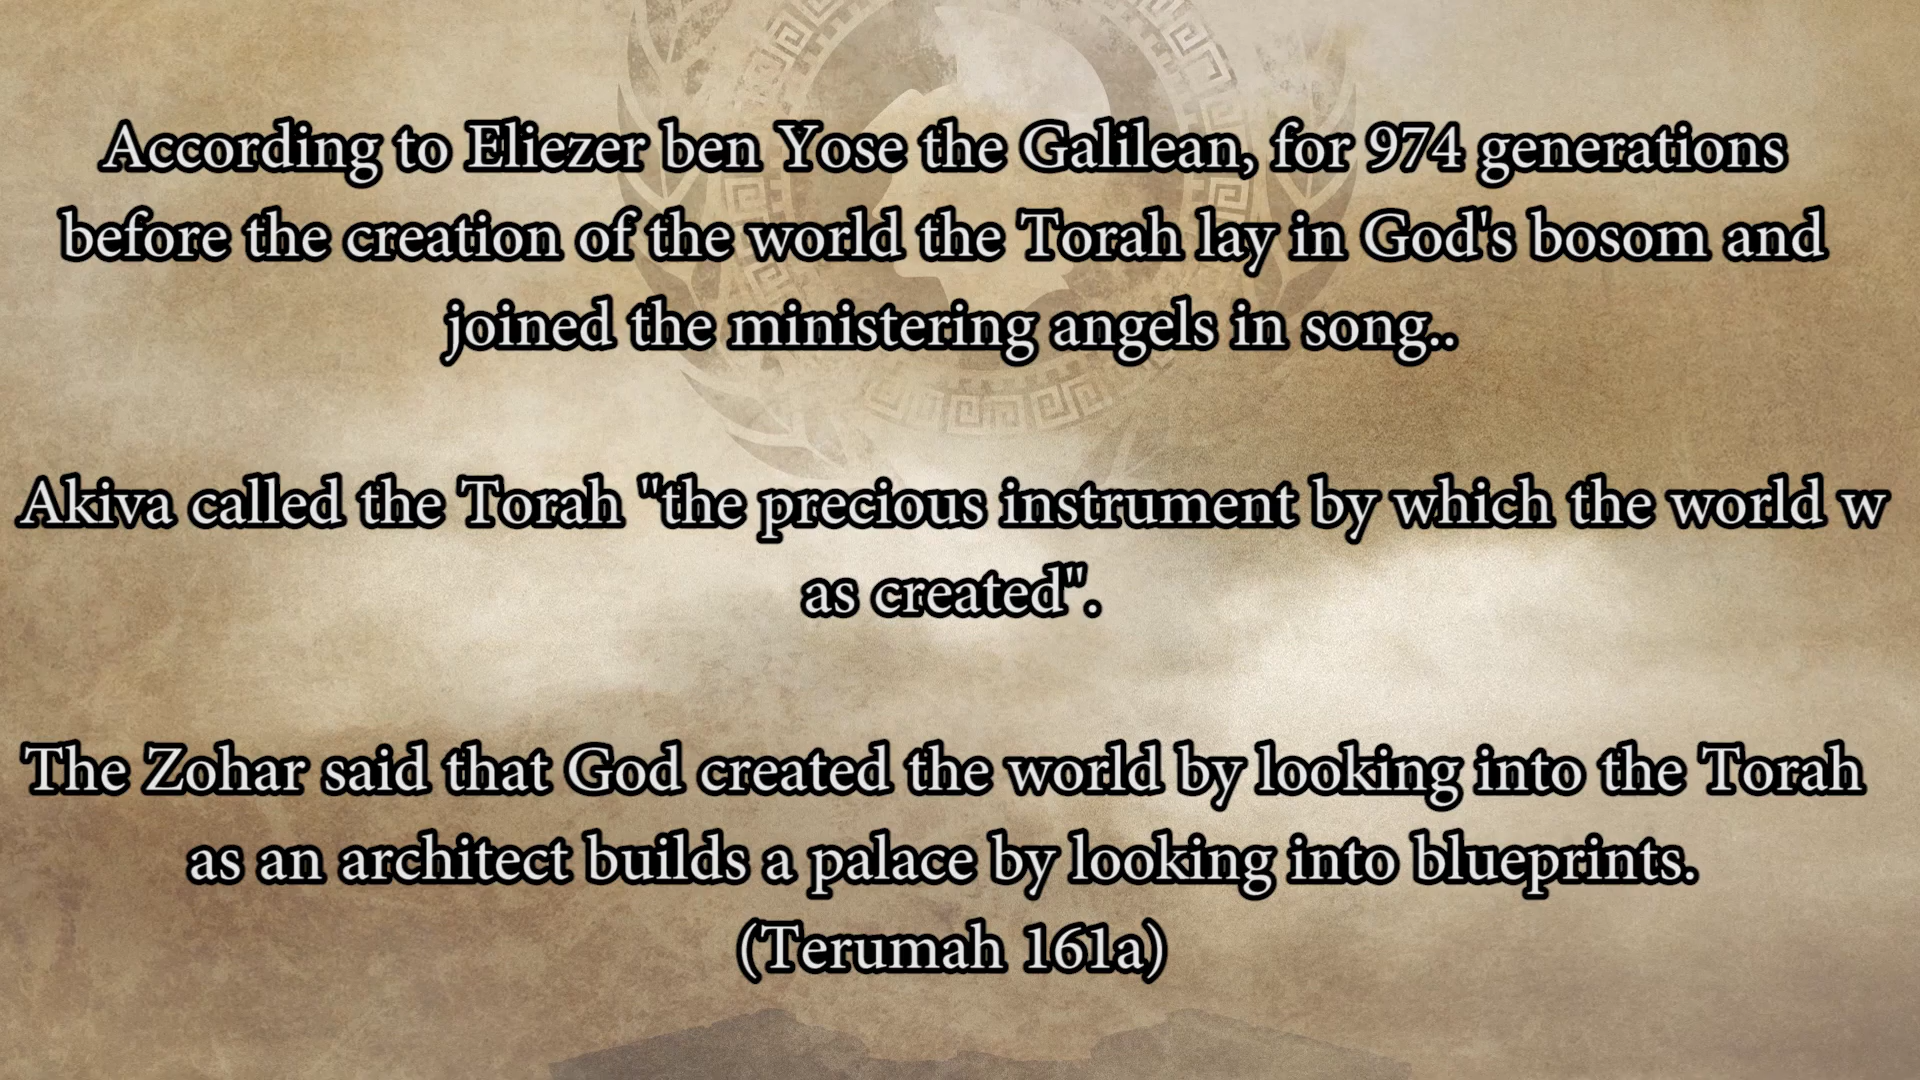 According to Eliezer ben Yose the Galilean, for 974 generations
before the creation of the world the Torah lay in God's bosom and
joined the ministering angels in song..
Akiva called the Torah "the precious instrument by which the world w
as created".
The Zohar said that God created the world by looking into the Torah
as an architect builds a palace by looking into blueprints.
(Terumah 161a)